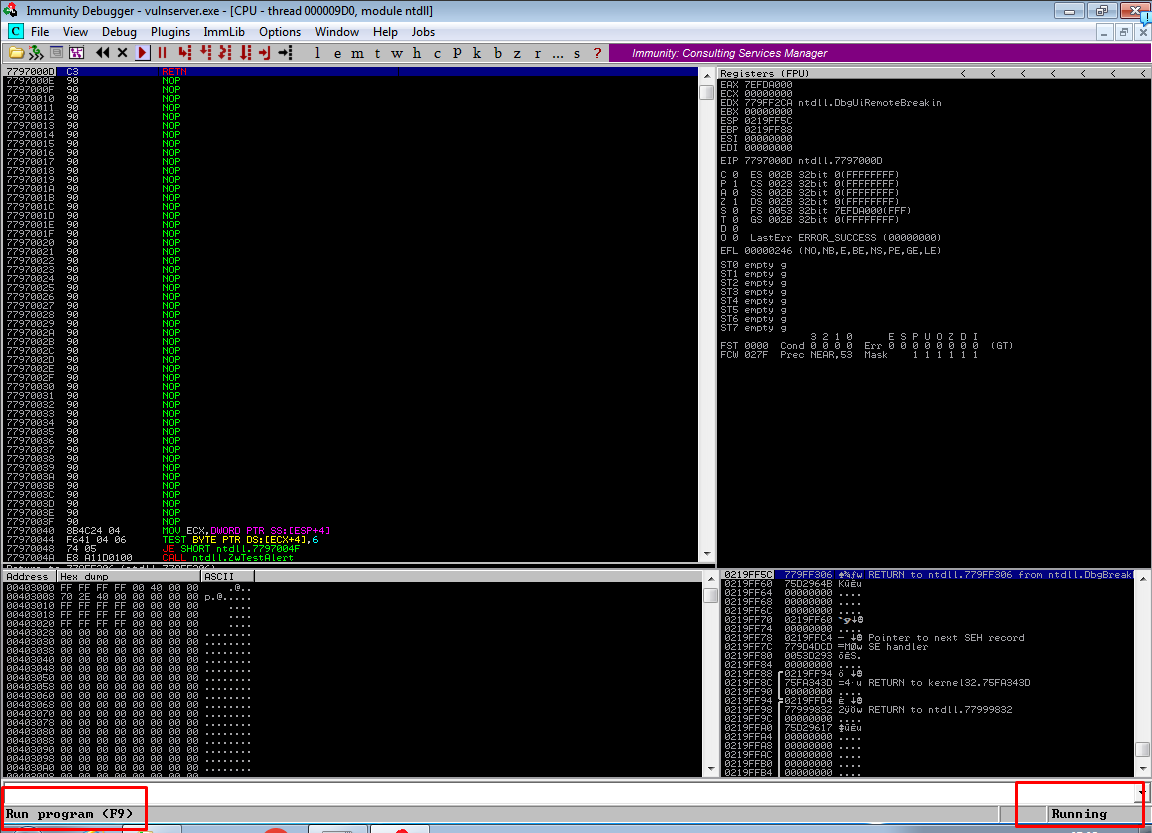 Immunity Debugger - vulnserver.exe - [CPU - thread 000009D0, module ntdll]
C File View Debug Plugins ImmLib Options Window Help Jobs
l e m t w h c P k b z r ... s ? Immunity: Consulting Services Manager
7797000D C3 RETN
7797000E 90 NOP
7797000F 90 NOP
77970010 90 NOP
77970011 90 NOP
77970012 90 NOP
77970013 90 NOP
77970014 90 NOP
77970015 90 NOP
77970016 90 NOP
77970017 90 NOP
77970018 90 NOP
77970019 90 NOP
7797001A 90 NOP
7797001B 90 NOP
7797001C 90 NOP
7797001D 90 NOP
7797001E 90 NOP
7797001F 90 NOP
77970020 90 NOP
77970021 90 NOP
77970022 90 NOP
77970023 90 NOP
77970024 90 NOP
77970025 90 NOP
77970026 90 NOP
77970027 90 NOP
77970028 90 NOP
77970029 90 NOP
7797002A 90 NOP
7797002B 90 NOP
7797002C 90 NOP
7797002D 90 NOP
7797002E 90 NOP
7797002F 90 NOP
77970030 90 NOP
77970031 90 NOP
77970032 90 NOP
77970033 90 NOP
77970034 90 NOP
77970035 90 NOP
77970036 90 NOP
77970037 90 NOP
77970038 90 NOP
77970039 90 NOP
7797003A 90 NOP
7797003B 90 NOP
7797003C 90 NOP
7797003D 90 NOP
7797003E 90 NOP
7797003F 90 NOP
77970040 8B4C24 04 MOV ECX,DWORD PTR SS:[ESP+4]
77970044 F641 04 06 TEST BYTE PTR DS:[ECX+4],6
77970048 74 05 JE SHORT ntdll.7797004F
7797004A E8 A11D0100 CALL ntdll.ZwTestAlert
Registers (FPU) < < < < < < <
EAX 7EFDA000
ECX 00000000
EDX 779FF2CA ntdll.DbgUiRemoteBreakin
EBX 00000000
ESP 0219FF5C
EBP 0219FF88
ESI 00000000
EDI 00000000
EIP 7797000D ntdll.7797000D
C 0 ES 002B 32bit 0(FFFFFFFF)
P 1 CS 0023 32bit 0(FFFFFFFF)
A 0 SS 002B 32bit 0(FFFFFFFF)
Z 1 DS 002B 32bit 0(FFFFFFFF)
S 0 FS 0053 32bit 7EFDA000(FFF)
T 0 GS 002B 32bit 0(FFFFFFFF)
D 0
O 0 LastErr ERROR_SUCCESS (00000000)
EFL 00000246 (NO,NB,E,BE,NS,PE,GE,LE)
ST0 empty g
ST1 empty g
ST2 empty g
ST3 empty g
ST4 empty g
ST5 empty g
ST6 empty g
ST7 empty g
3 2 1 0 E S P U O Z D I
FST 0000 Cond 0 0 0 0 Err 0 0 0 0 0 0 0 0 (GT)
FCW 027F Prec NEAR,53 Mask 1 1 1 1 1 1
Address Hex dump ASCII
00403000 FF FF FF FF 00 40 00 00 .@..
00403008 70 2E 40 00 00 00 00 00 p.@.....
00403010 FF FF FF FF 00 00 00 00 ....
00403018 FF FF FF FF 00 00 00 00 ....
00403020 FF FF FF FF 00 00 00 00 ....
00403028 00 00 00 00 00 00 00 00 ........
00403030 00 00 00 00 00 00 00 00 ........
00403038 00 00 00 00 00 00 00 00 ........
00403040 00 00 00 00 00 00 00 00 ........
00403048 00 00 00 00 00 00 00 00 ........
00403050 00 00 00 00 00 00 00 00 ........
00403058 00 00 00 00 00 00 00 00 ........
00403060 00 00 00 00 00 00 00 00 ........
00403068 00 00 00 00 00 00 00 00 ........
00403070 00 00 00 00 00 00 00 00 ........
00403078 00 00 00 00 00 00 00 00 ........
00403080 00 00 00 00 00 00 00 00 ........
00403088 00 00 00 00 00 00 00 00 ........
00403090 00 00 00 00 00 00 00 00 ........
00403098 00 00 00 00 00 00 00 00 ........
004030A0 00 00 00 00 00 00 00 00 ........
0219FF5C 779FF306 RETURN to ntdll.779FF306 from ntdll.DbgBreak
0219FF60 75D2964B
0219FF64 00000000 ....
0219FF68 00000000 ....
0219FF6C 00000000 ....
0219FF70 0219FF60
0219FF74 00000000 ....
0219FF78 0219FFC4 Pointer to next SEH record
0219FF7C 779D4DCD SE handler
0219FF80 0053D293
0219FF84 00000000 ....
0219FF88 0219FF94
0219FF8C 75FA343D RETURN to kernel32.75FA343D
0219FF90 00000000 ....
0219FF94 0219FFD4
0219FF98 77999832 RETURN to ntdll.77999832
0219FF9C 00000000 ....
0219FFA0 75D29617
0219FFA4 00000000 ....
0219FFA8 00000000 ....
0219FFAC 00000000 ....
0219FFB0 00000000 ....
0219FFB4 00000000 ....
Run program (F9) Running